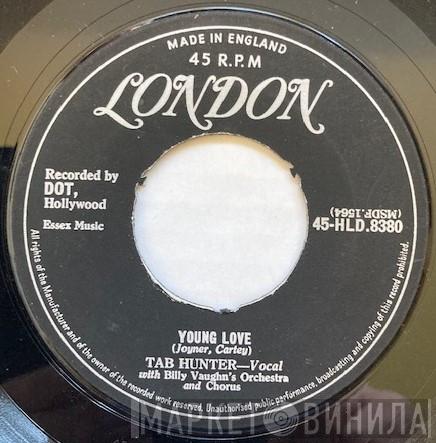 MADE IN ENGLAND
45 R.P.M
LONDON
Recorded by
DOT,
Hollywood
Essex Music
(MSDF.1564)
45-HLD.8380
YOUNG LOVE
(Joyner, Cartey)
TAB HUNTER—Vocal
with Billy Vaughn's Orchestra
and Chorus
All rights of the Manufacturer and of the owner of the recorded work reserved. Unauthorised public performance, broadcasting and copying of this record prohibited.
МАРКЕТ ВИНИЛА